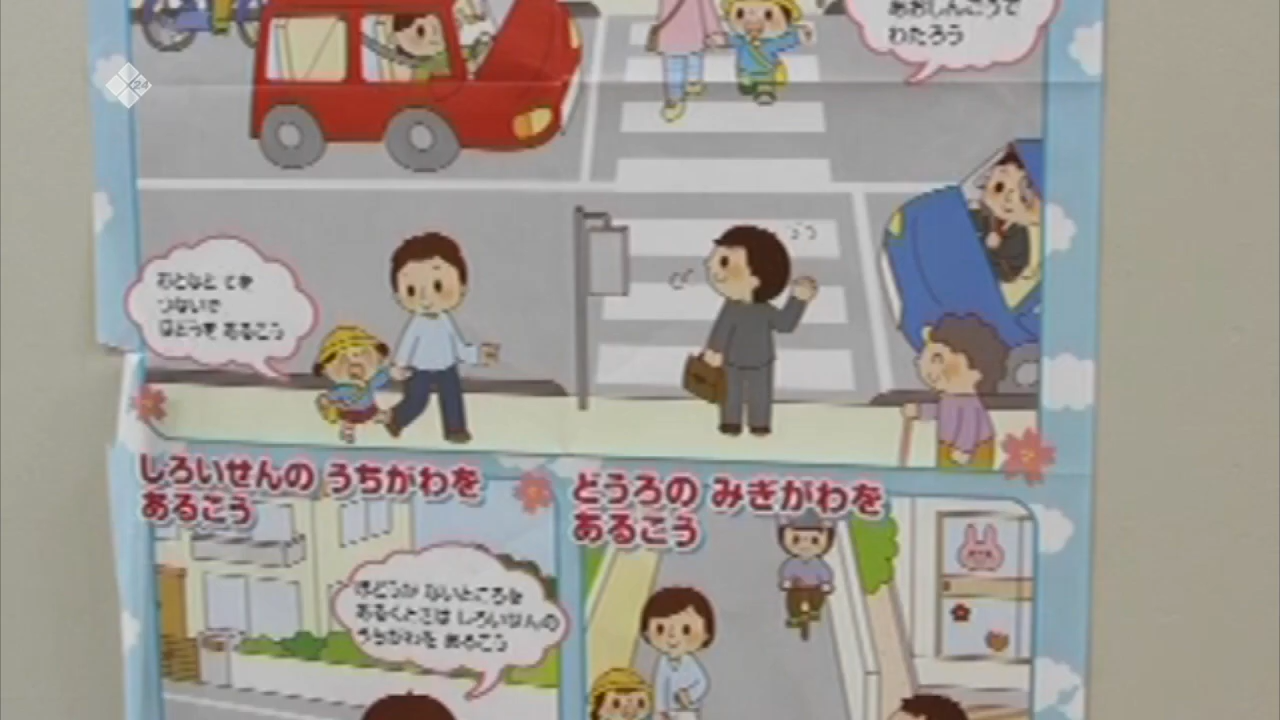 あおしんごうで
わたろう
24
おとなと てを
つないで
ほどうを あるこう
しろいせんの うちがわを
あるこう
どうろの みぎがわを
あるこう
ほどうが ないところを
あるくときは しろいせんの
うちがわを あるこう